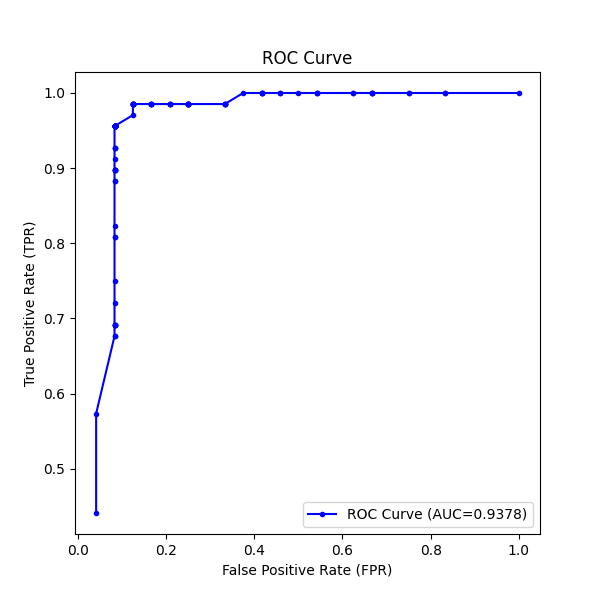 ROC Curve
1.0
0.9
0.8
0.7
0.6
0.5
True Positive Rate (TPR)
ROC Curve (AUC=0.9378)
0.0 0.2 0.4 0.6 0.8 1.0
False Positive Rate (FPR)